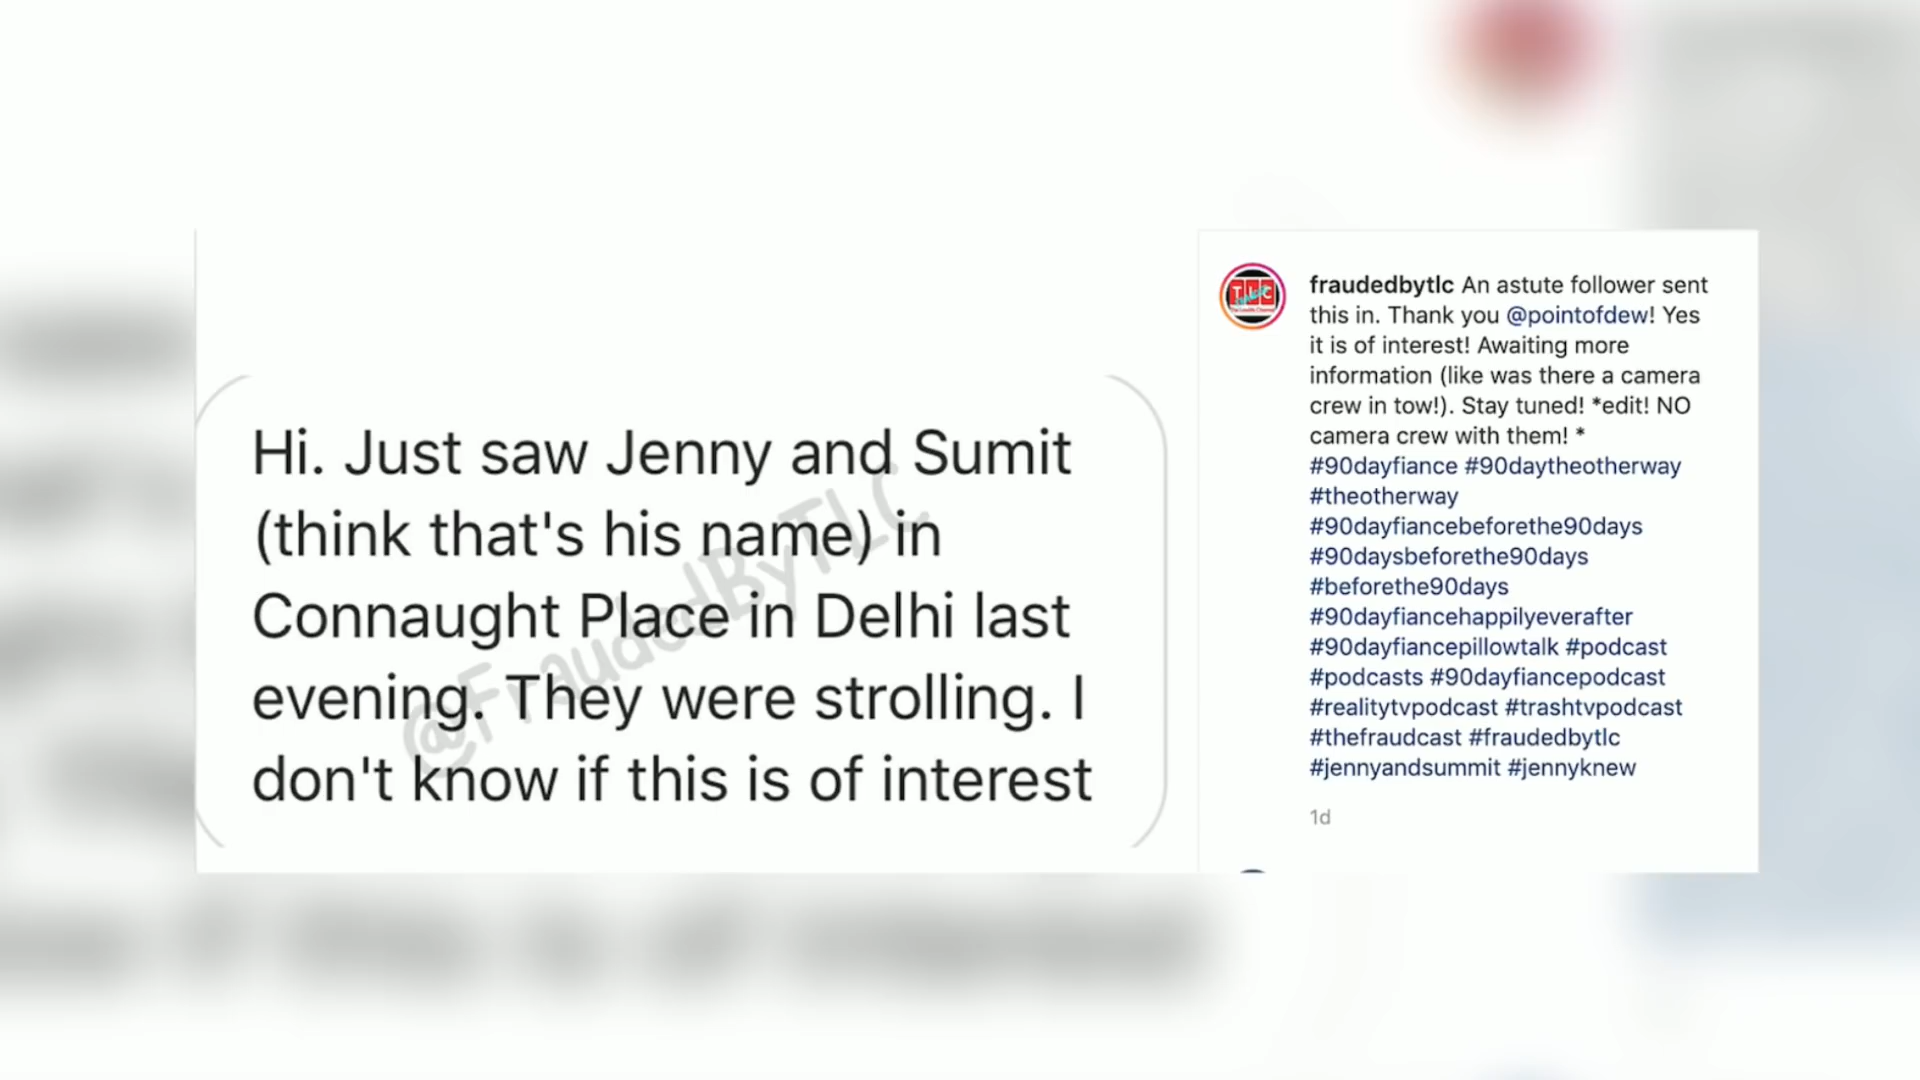 Hi. Just saw Jenny and Sumit
(think that's his name) in
Connaught Place in Delhi last
evening. They were strolling. I
don't know if this is of interest
@FraudedByTLC
TLC
fraudedbytlc An astute follower sent
this in. Thank you @pointofdew! Yes
it is of interest! Awaiting more
information (like was there a camera
crew in tow!). Stay tuned! *edit! NO
camera crew with them! *
#90dayfiance #90daytheotherway
#theotherway
#90dayfiancebeforethe90days
#90daysbeforethe90days
#beforethe90days
#90dayfiancehappilyeverafter
#90dayfiancepillowtalk #podcast
#podcasts #90dayfiancepodcast
#realitytvpodcast #trashtvpodcast
#thefraudcast #fraudedbytlc
#jennyandsummit #jennyknew
1d